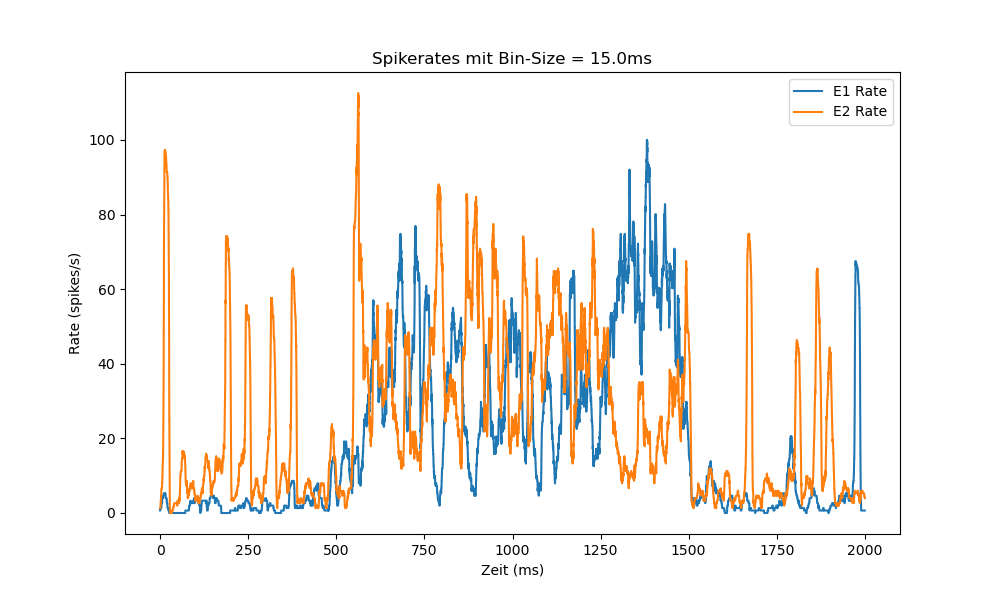 Spikerates mit Bin-Size = 15.0ms
E1 Rate
E2 Rate
100
80
60
40
20
0
Rate (spikes/s)
0 250 500 750 1000 1250 1500 1750 2000
Zeit (ms)